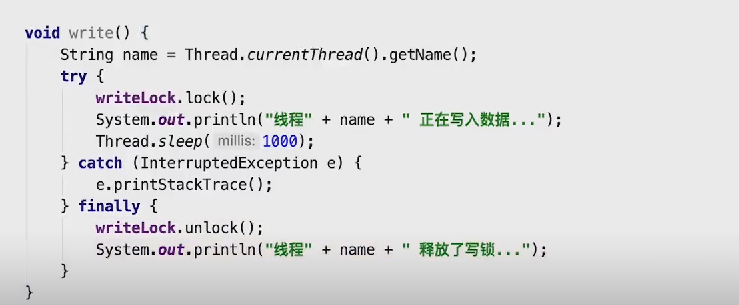 void write() {
    String name = Thread.currentThread().getName();
    try {
        writeLock.lock();
        System.out.println("线程" + name + " 正在写入数据...");
        Thread.sleep( millis: 1000);
    } catch (InterruptedException e) {
        e.printStackTrace();
    } finally {
        writeLock.unlock();
        System.out.println("线程" + name + " 释放了写锁...");
    }
}